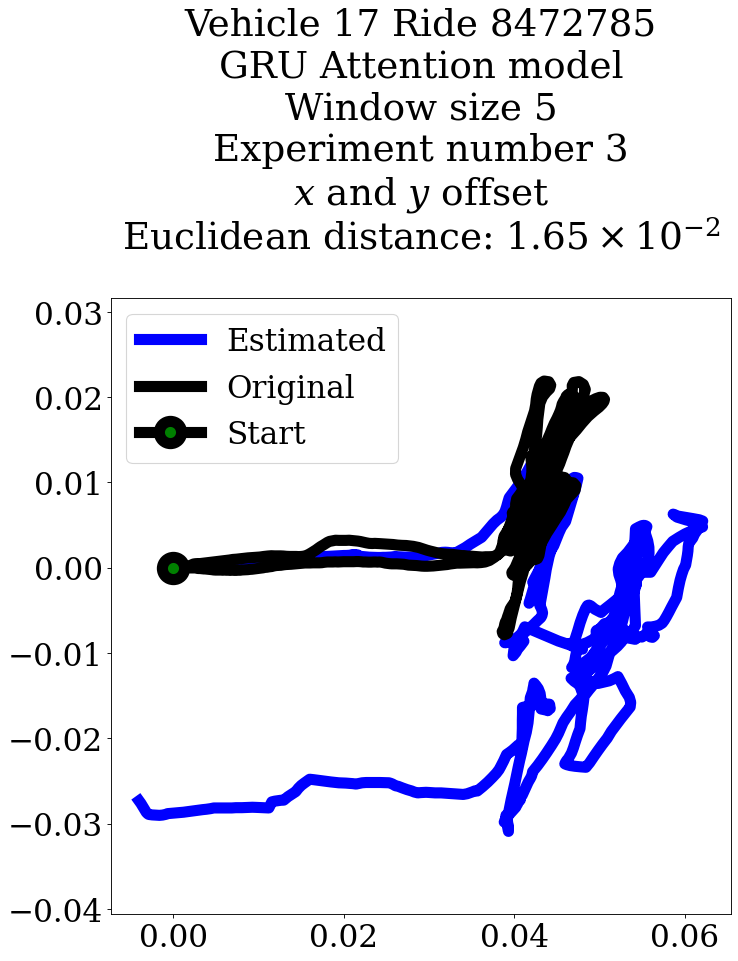 Vehicle 17 Ride 8472785
GRU Attention model
Window size 5
Experiment number 3
x and y offset
Euclidean distance: 1.65 × 10⁻²
Estimated
Original
Start
0.03
0.02
0.01
0.00
−0.01
−0.02
−0.03
−0.04
0.00 0.02 0.04 0.06